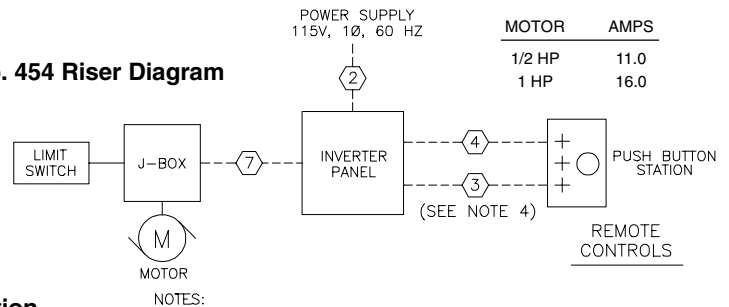 POWER SUPPLY
115V, 1Ø, 60 HZ
MOTOR AMPS
1/2 HP 11.0
1 HP 16.0
. 454 Riser Diagram
2
LIMIT
SWITCH
J-BOX
7
INVERTER
PANEL
4
3
(SEE NOTE 4)
+
+
+
PUSH BUTTON
STATION
REMOTE
CONTROLS
M
MOTOR
NOTES: